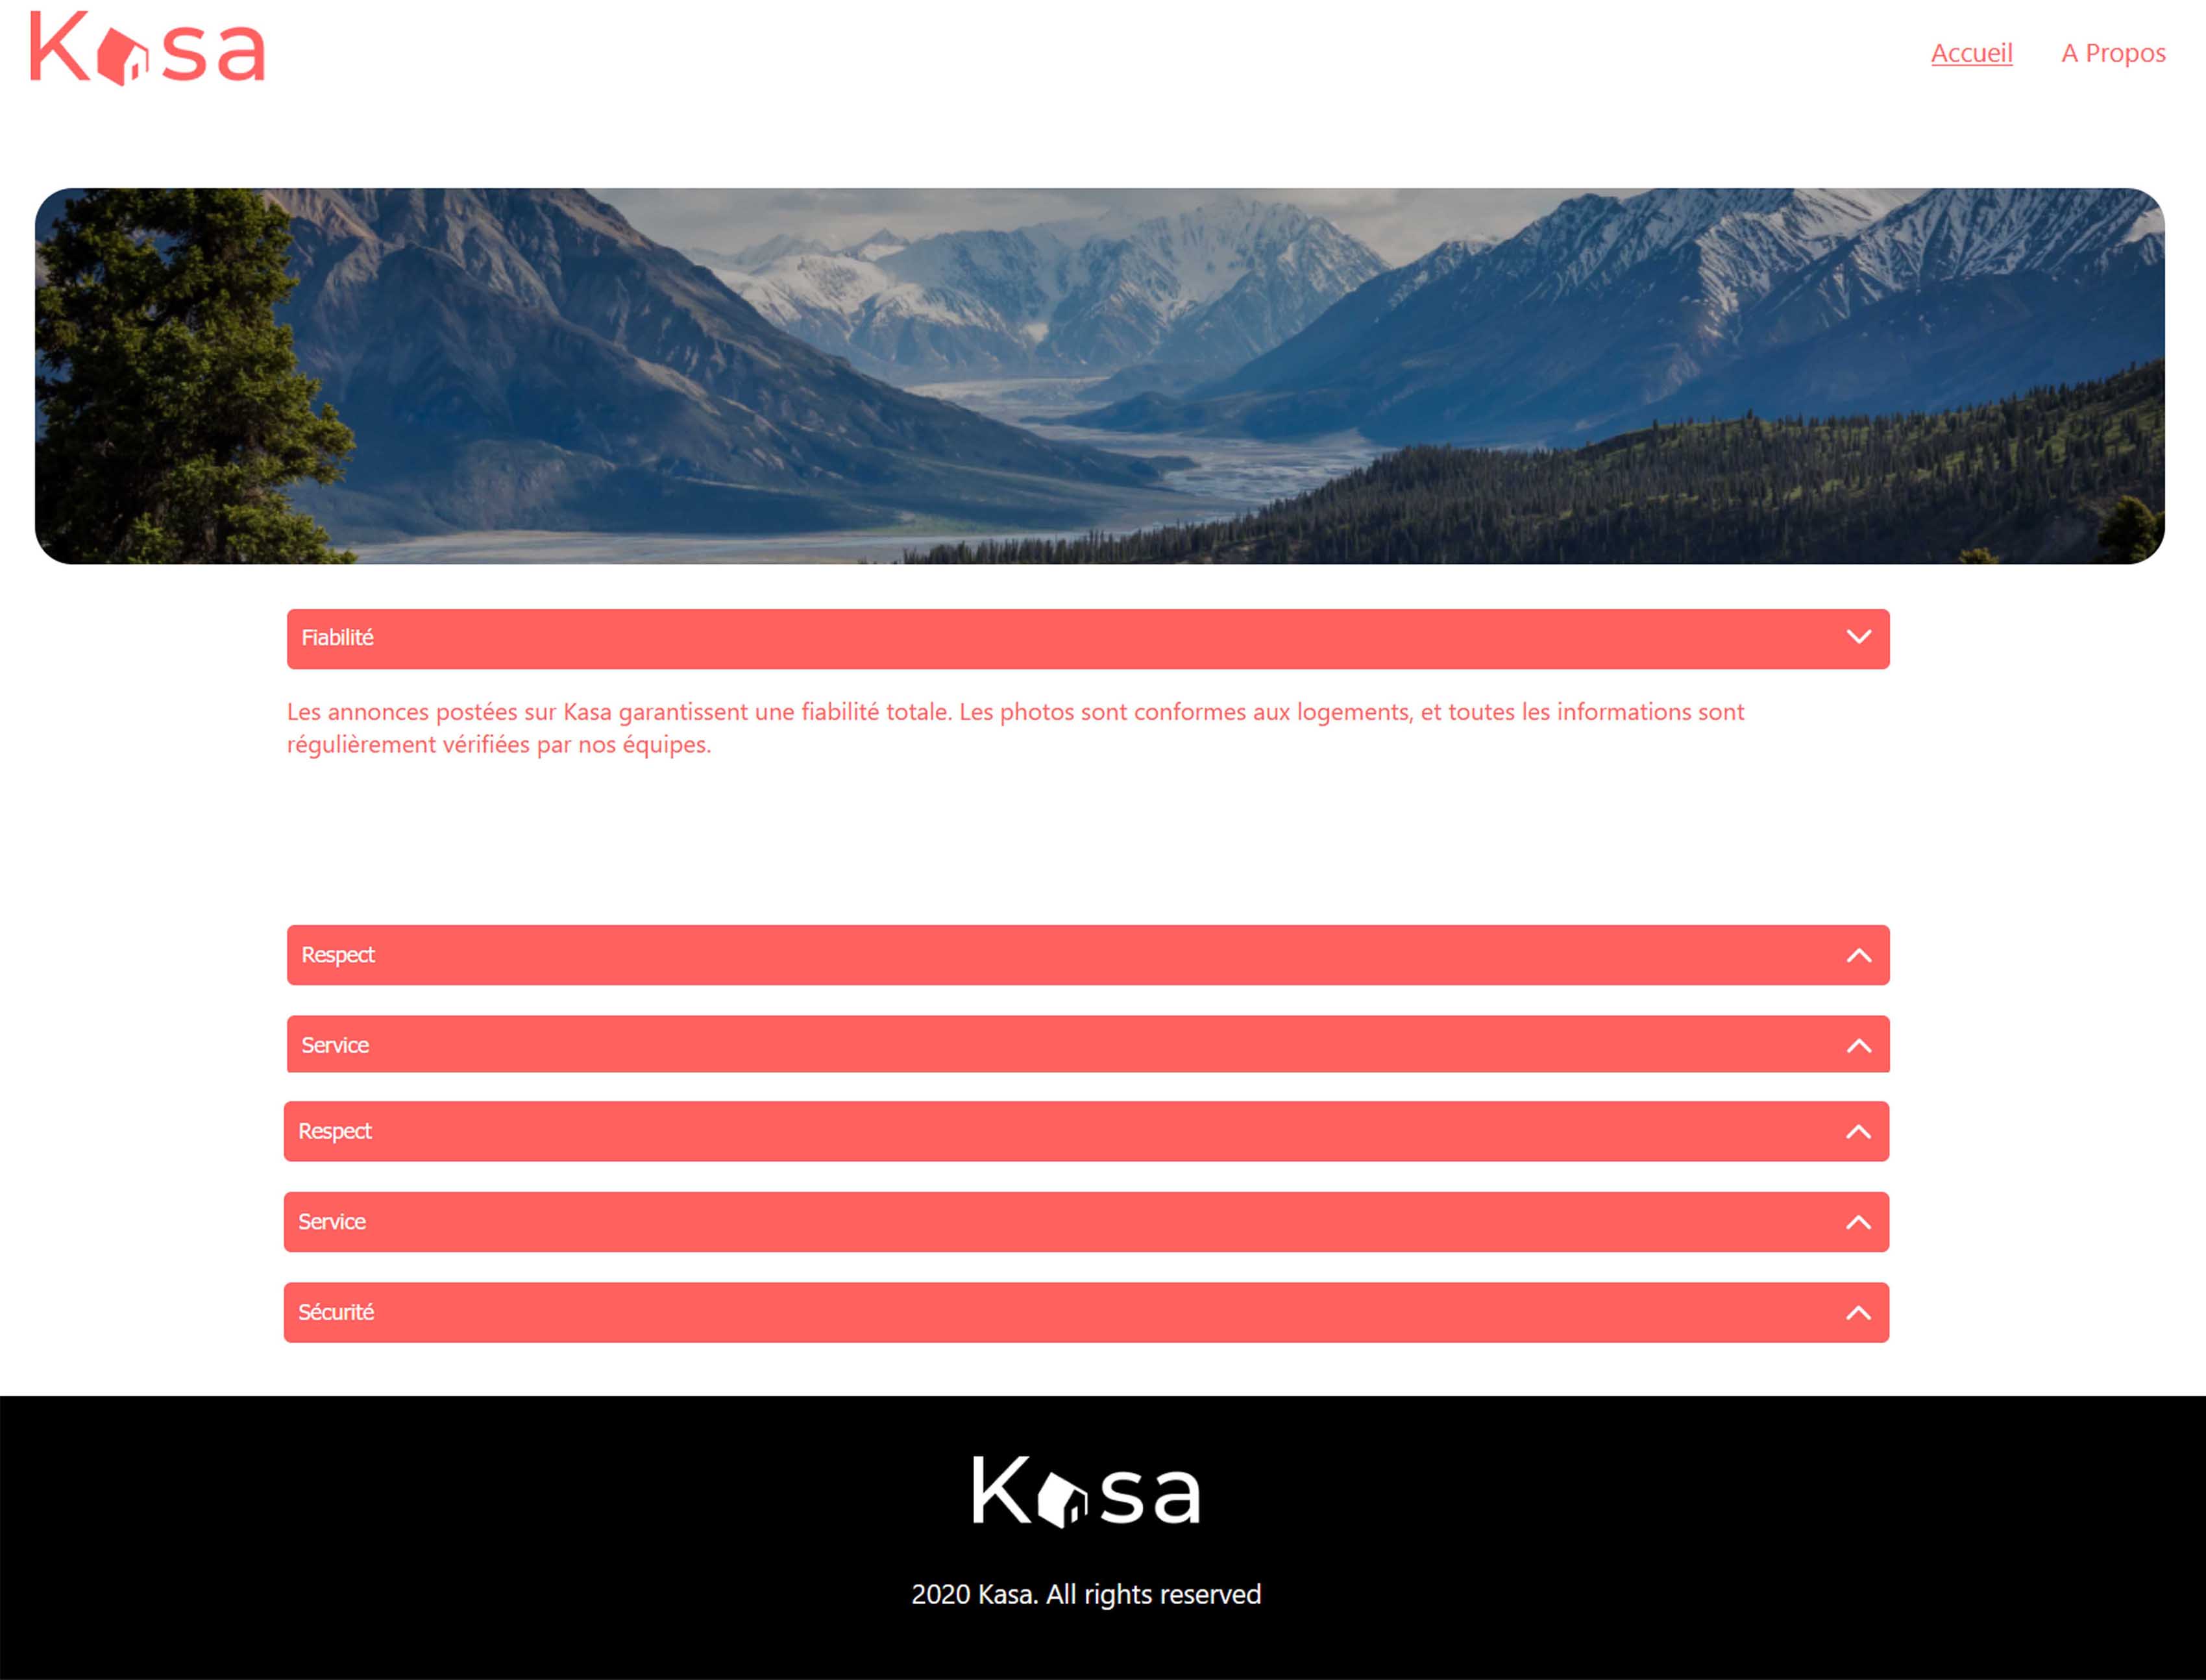 Kasa
Accueil A Propos
Fiabilité
Les annonces postées sur Kasa garantissent une fiabilité totale. Les photos sont conformes aux logements, et toutes les informations sont
régulièrement vérifiées par nos équipes.
Respect
Service
Respect
Service
Sécurité
Kasa
2020 Kasa. All rights reserved